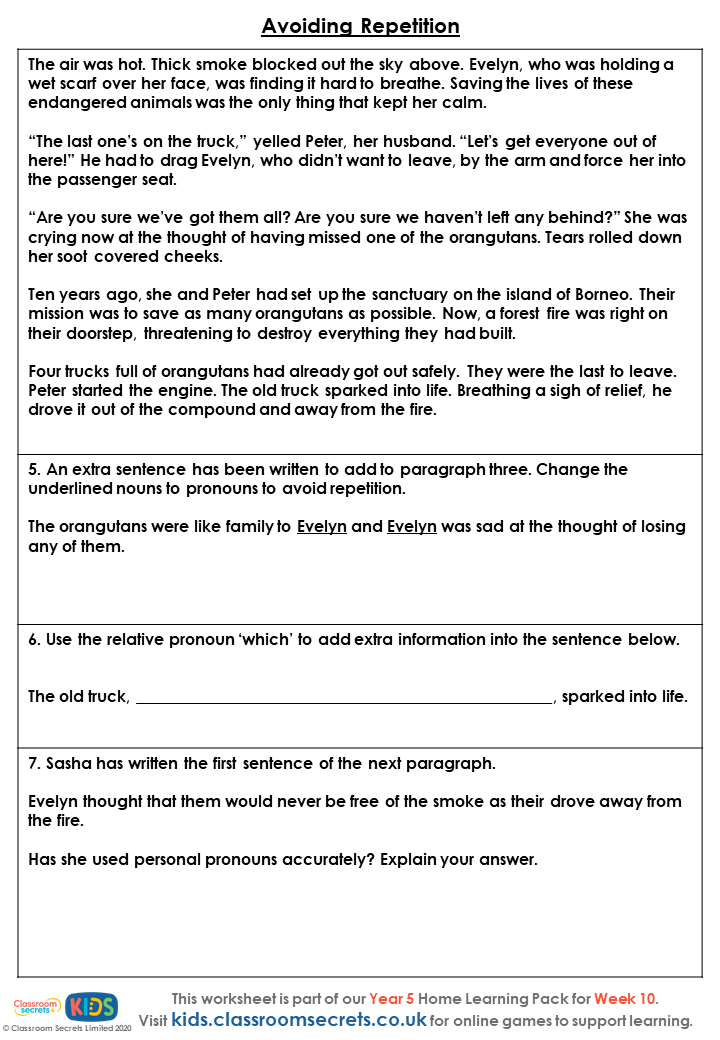 Avoiding Repetition
The air was hot. Thick smoke blocked out the sky above. Evelyn, who was holding a
wet scarf over her face, was finding it hard to breathe. Saving the lives of these
endangered animals was the only thing that kept her calm.
“The last one’s on the truck,” yelled Peter, her husband. “Let’s get everyone out of
here!” He had to drag Evelyn, who didn’t want to leave, by the arm and force her into
the passenger seat.
“Are you sure we’ve got them all? Are you sure we haven’t left any behind?” She was
crying now at the thought of having missed one of the orangutans. Tears rolled down
her soot covered cheeks.
Ten years ago, she and Peter had set up the sanctuary on the island of Borneo. Their
mission was to save as many orangutans as possible. Now, a forest fire was right on
their doorstep, threatening to destroy everything they had built.
Four trucks full of orangutans had already got out safely. They were the last to leave.
Peter started the engine. The old truck sparked into life. Breathing a sigh of relief, he
drove it out of the compound and away from the fire.
5. An extra sentence has been written to add to paragraph three. Change the
underlined nouns to pronouns to avoid repetition.
The orangutans were like family to Evelyn and Evelyn was sad at the thought of losing
any of them.
6. Use the relative pronoun ‘which’ to add extra information into the sentence below.
The old truck, ______________________________________________, sparked into life.
7. Sasha has written the first sentence of the next paragraph.
Evelyn thought that them would never be free of the smoke as their drove away from
the fire.
Has she used personal pronouns accurately? Explain your answer.
Classroom
secrets
KIDS
© Classroom Secrets Limited 2020
This worksheet is part of our Year 5 Home Learning Pack for Week 10.
Visit kids.classroomsecrets.co.uk for online games to support learning.